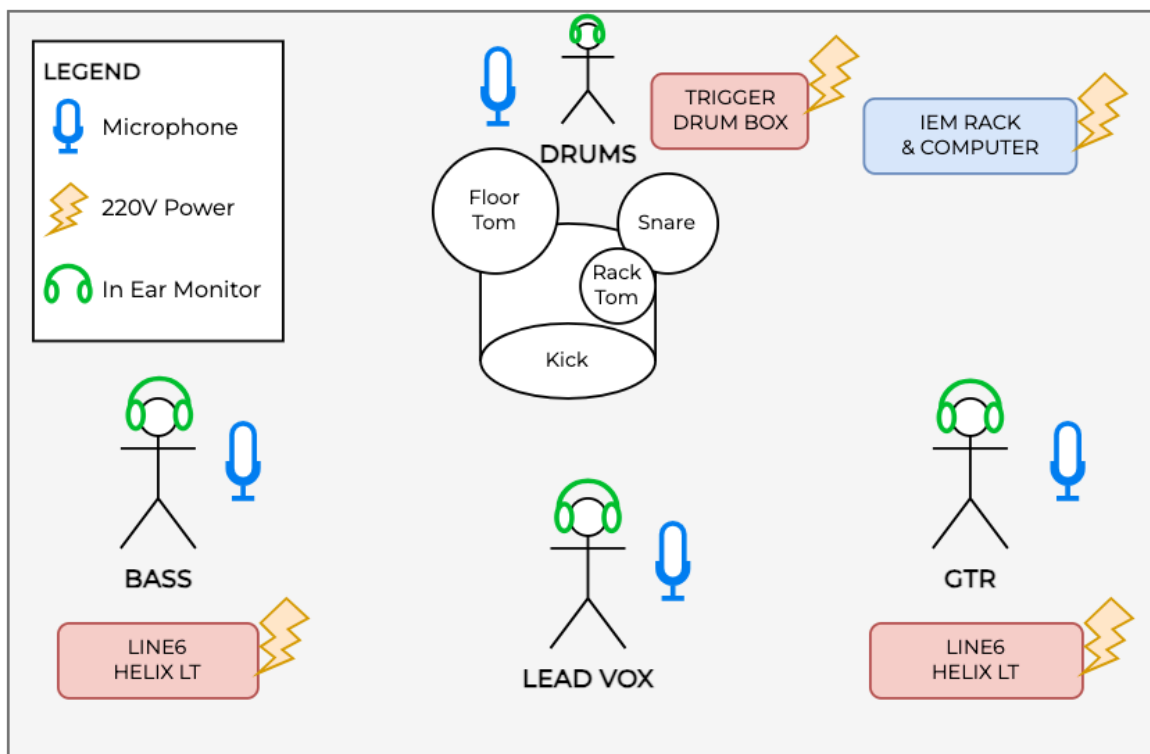 LEGEND
Microphone
220V Power
In Ear Monitor
DRUMS
TRIGGER
DRUM BOX
IEM RACK
& COMPUTER
Floor
Tom
Snare
Rack
Tom
Kick
BASS
LEAD VOX
GTR
LINE6
HELIX LT
LINE6
HELIX LT